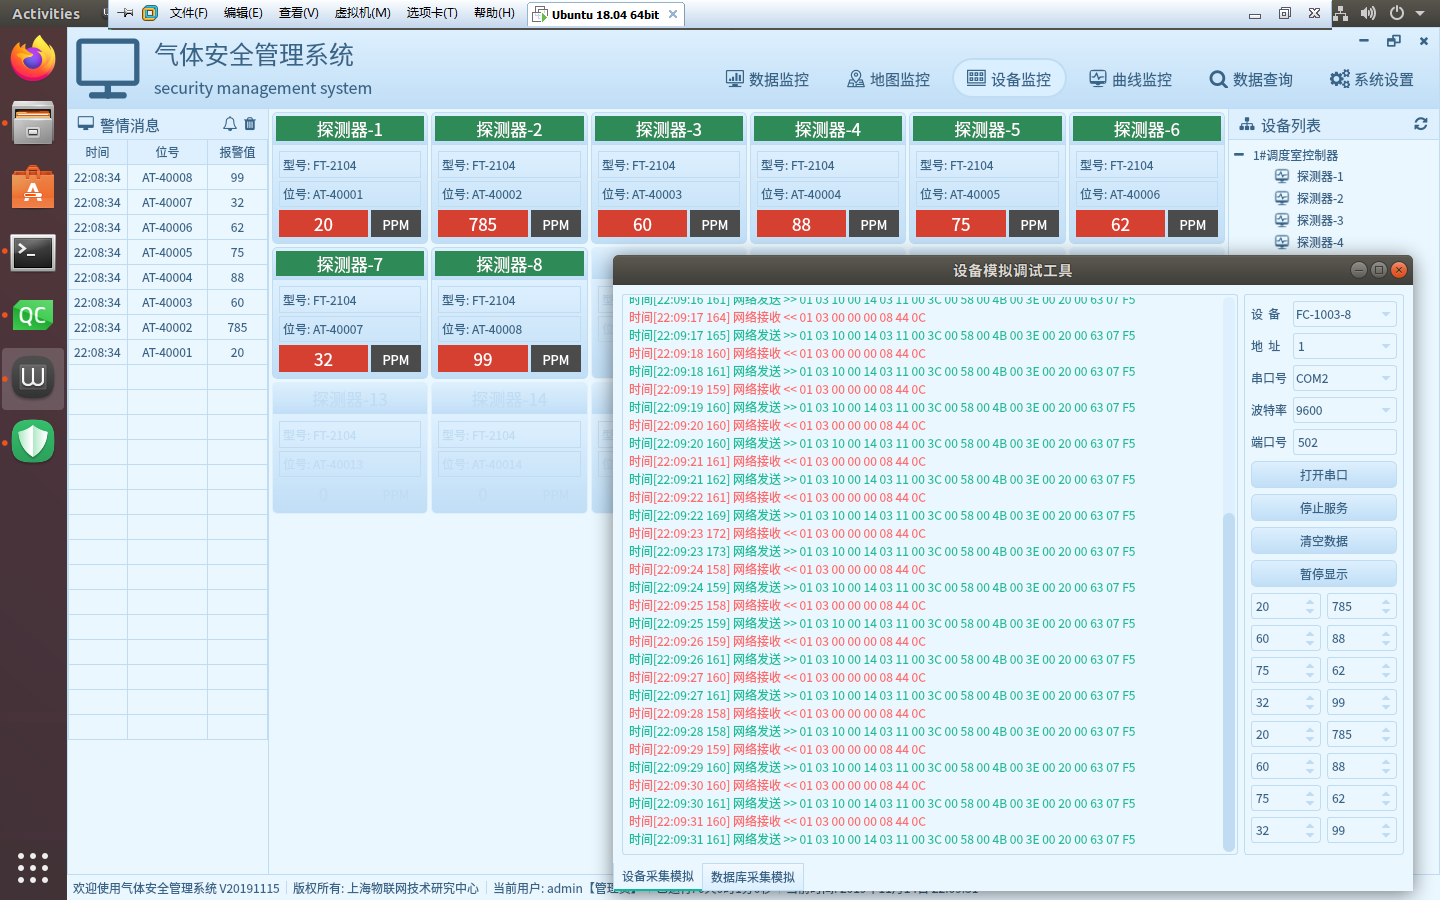 Activities
文件(F) 编辑(E) 查看(V) 虚拟机(M) 选项卡(T) 帮助(H)
Ubuntu 18.04 64bit
气体安全管理系统
security management system
数据监控 地图监控 设备监控 曲线监控 数据查询 系统设置
警情消息
时间 位号 报警值
22:08:34 AT-40008 99
22:08:34 AT-40007 32
22:08:34 AT-40006 62
22:08:34 AT-40005 75
22:08:34 AT-40004 88
22:08:34 AT-40003 60
22:08:34 AT-40002 785
22:08:34 AT-40001 20
探测器-1 探测器-2 探测器-3 探测器-4 探测器-5 探测器-6
型号: FT-2104 型号: FT-2104 型号: FT-2104 型号: FT-2104 型号: FT-2104 型号: FT-2104
位号: AT-40001 位号: AT-40002 位号: AT-40003 位号: AT-40004 位号: AT-40005 位号: AT-40006
20 PPM 785 PPM 60 PPM 88 PPM 75 PPM 62 PPM
探测器-7 探测器-8
型号: FT-2104 型号: FT-2104
位号: AT-40007 位号: AT-40008
32 PPM 99 PPM
探测器-13 探测器-14
型号: FT-2104 型号: FT-2104
位号: AT-40013 位号: AT-40014
0 PPM 0 PPM
设备列表
1#调度室控制器
探测器-1
探测器-2
探测器-3
探测器-4
设备模拟调试工具
时间[22:09:16 161] 网络发送 >> 01 03 10 00 14 03 11 00 3C 00 58 00 4B 00 3E 00 20 00 63 07 F5
时间[22:09:17 164] 网络接收 << 01 03 00 00 00 08 44 0C
时间[22:09:17 165] 网络发送 >> 01 03 10 00 14 03 11 00 3C 00 58 00 4B 00 3E 00 20 00 63 07 F5
时间[22:09:18 160] 网络接收 << 01 03 00 00 00 08 44 0C
时间[22:09:18 161] 网络发送 >> 01 03 10 00 14 03 11 00 3C 00 58 00 4B 00 3E 00 20 00 63 07 F5
时间[22:09:19 159] 网络接收 << 01 03 00 00 00 08 44 0C
时间[22:09:19 160] 网络发送 >> 01 03 10 00 14 03 11 00 3C 00 58 00 4B 00 3E 00 20 00 63 07 F5
时间[22:09:20 160] 网络接收 << 01 03 00 00 00 08 44 0C
时间[22:09:20 160] 网络发送 >> 01 03 10 00 14 03 11 00 3C 00 58 00 4B 00 3E 00 20 00 63 07 F5
时间[22:09:21 161] 网络接收 << 01 03 00 00 00 08 44 0C
时间[22:09:21 162] 网络发送 >> 01 03 10 00 14 03 11 00 3C 00 58 00 4B 00 3E 00 20 00 63 07 F5
时间[22:09:22 161] 网络接收 << 01 03 00 00 00 08 44 0C
时间[22:09:22 169] 网络发送 >> 01 03 10 00 14 03 11 00 3C 00 58 00 4B 00 3E 00 20 00 63 07 F5
时间[22:09:23 172] 网络接收 << 01 03 00 00 00 08 44 0C
时间[22:09:23 173] 网络发送 >> 01 03 10 00 14 03 11 00 3C 00 58 00 4B 00 3E 00 20 00 63 07 F5
时间[22:09:24 158] 网络接收 << 01 03 00 00 00 08 44 0C
时间[22:09:24 159] 网络发送 >> 01 03 10 00 14 03 11 00 3C 00 58 00 4B 00 3E 00 20 00 63 07 F5
时间[22:09:25 158] 网络接收 << 01 03 00 00 00 08 44 0C
时间[22:09:25 159] 网络发送 >> 01 03 10 00 14 03 11 00 3C 00 58 00 4B 00 3E 00 20 00 63 07 F5
时间[22:09:26 159] 网络接收 << 01 03 00 00 00 08 44 0C
时间[22:09:26 161] 网络发送 >> 01 03 10 00 14 03 11 00 3C 00 58 00 4B 00 3E 00 20 00 63 07 F5
时间[22:09:27 160] 网络接收 << 01 03 00 00 00 08 44 0C
时间[22:09:27 161] 网络发送 >> 01 03 10 00 14 03 11 00 3C 00 58 00 4B 00 3E 00 20 00 63 07 F5
时间[22:09:28 158] 网络接收 << 01 03 00 00 00 08 44 0C
时间[22:09:28 158] 网络发送 >> 01 03 10 00 14 03 11 00 3C 00 58 00 4B 00 3E 00 20 00 63 07 F5
时间[22:09:29 159] 网络接收 << 01 03 00 00 00 08 44 0C
时间[22:09:29 160] 网络发送 >> 01 03 10 00 14 03 11 00 3C 00 58 00 4B 00 3E 00 20 00 63 07 F5
时间[22:09:30 160] 网络接收 << 01 03 00 00 00 08 44 0C
时间[22:09:30 161] 网络发送 >> 01 03 10 00 14 03 11 00 3C 00 58 00 4B 00 3E 00 20 00 63 07 F5
时间[22:09:31 160] 网络接收 << 01 03 00 00 00 08 44 0C
时间[22:09:31 161] 网络发送 >> 01 03 10 00 14 03 11 00 3C 00 58 00 4B 00 3E 00 20 00 63 07 F5
设 备 FC-1003-8
地 址 1
串口号 COM2
波特率 9600
端口号 502
打开串口
停止服务
清空数据
暂停显示
20 785
60 88
75 62
32 99
20 785
60 88
75 62
32 99
设备采集模拟 数据库采集模拟
QC
欢迎使用气体安全管理系统 V20191115 版权所有: 上海物联网技术研究中心 当前用户: admin【管理